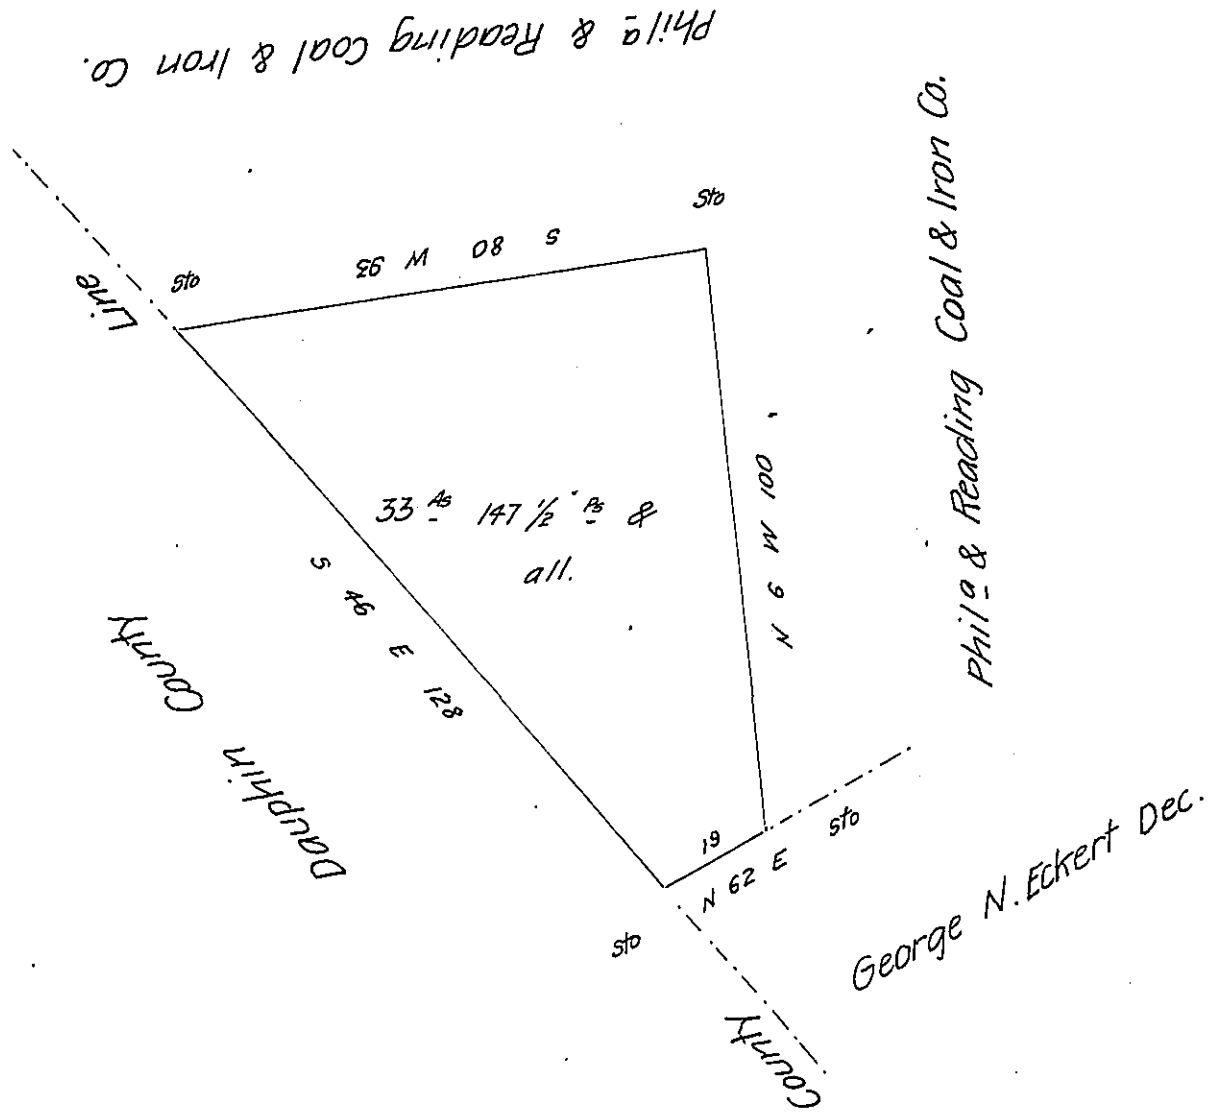 Phila & Reading Coal & Iron Co.
Phila & Reading Coal & Iron Co.
Sto
S 80 W 93
Sto
Line
33 As 147 1/2 Ps &
all.
N 6 W 100
S 46 E 128
Dauphin County
19
N 62 E
Sto
Sto
George N. Eckert Dec.
County